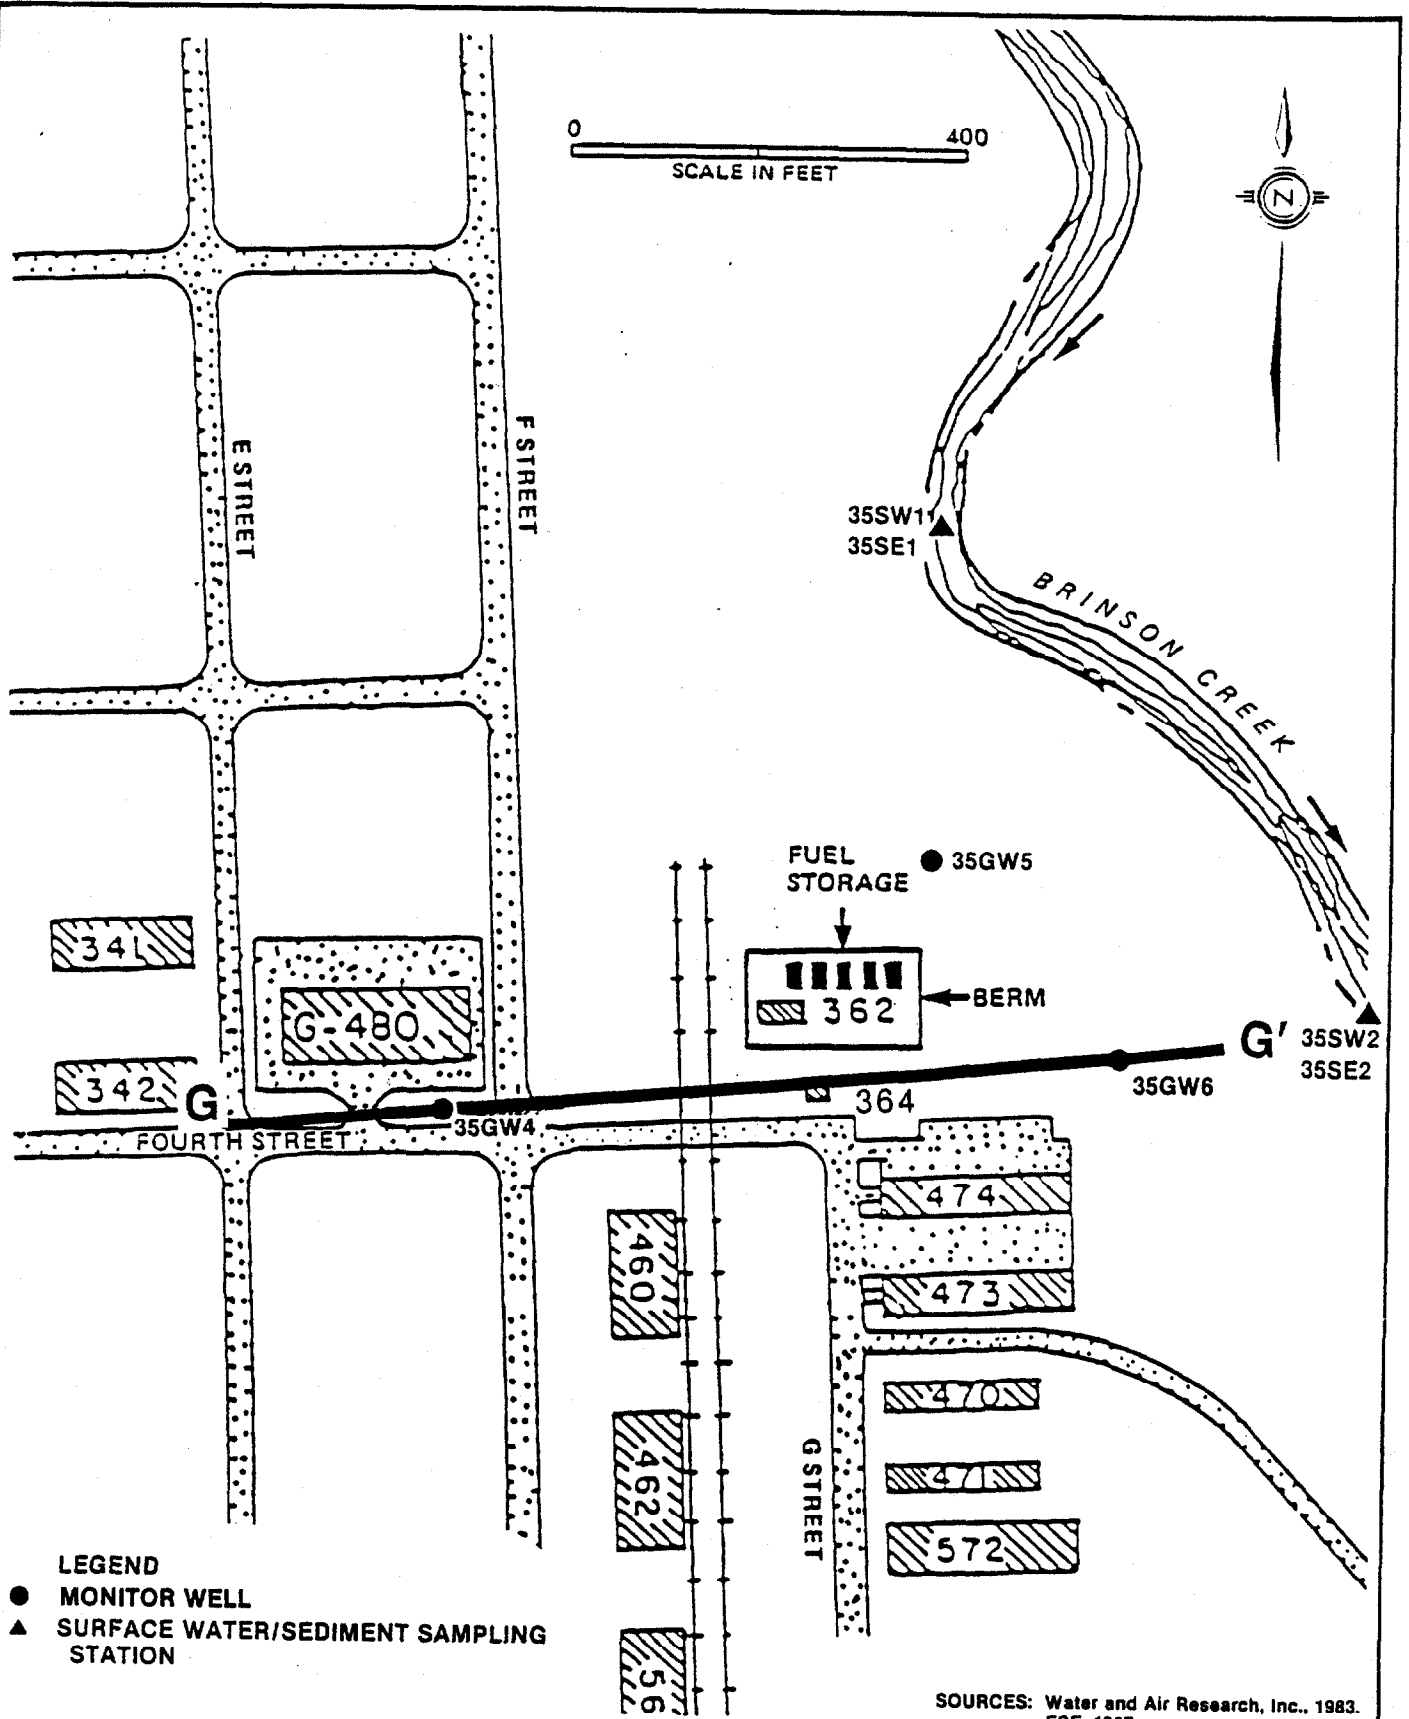 0
400
SCALE IN FEET
N
E STREET
F STREET
35SW1
35SE1
BRINSON CREEK
FUEL
STORAGE
35GW5
341
G-480
362
BERM
342
G
G'
35SW2
35SE2
35GW6
364
35GW4
FOURTH STREET
474
460
473
470
462
471
G STREET
572
56
LEGEND
MONITOR WELL
SURFACE WATER/SEDIMENT SAMPLING
STATION
SOURCES: Water and Air Research, Inc., 1983.